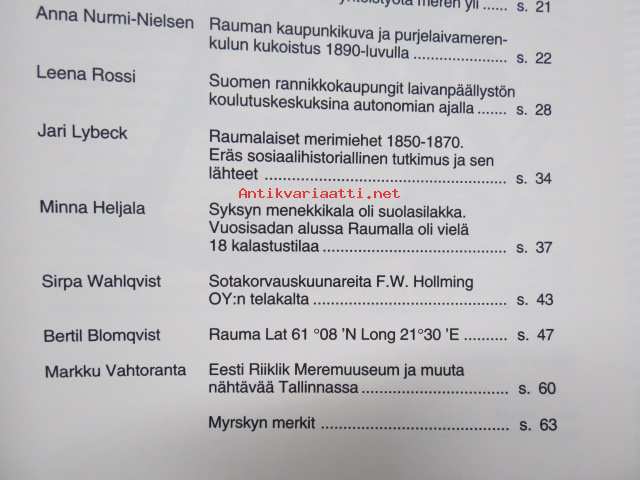 yhteistyötä meren yli ...... s. 21
Anna Nurmi-Nielsen Rauman kaupunkikuva ja purjelaivameren-
kulun kukoistus 1890-luvulla .................. s. 22
Leena Rossi Suomen rannikkokaupungit laivanpäällystön
koulutuskeskuksina autonomian ajalla ....... s. 28
Jari Lybeck Raumalaiset merimiehet 1850-1870.
Eräs sosiaalihistoriallinen tutkimus ja sen
lähteet ............................................... s. 34
Antikvariaatti.net
Minna Heljala Syksyn menekkikala oli suolasilakka.
Vuosisadan alussa Raumalla oli vielä
18 kalastustilaa ..................................... s. 37
Sirpa Wahlqvist Sotakorvauskuunareita F.W. Hollming
OY:n telakalta ....................................... s. 43
Bertil Blomqvist Rauma Lat 61 °08 'N Long 21°30 'E .......... s. 47
Markku Vahtoranta Eesti Riiklik Meremuuseum ja muuta
nähtävää Tallinnassa ............................. s. 60
Myrskyn merkit ...................................... s. 63